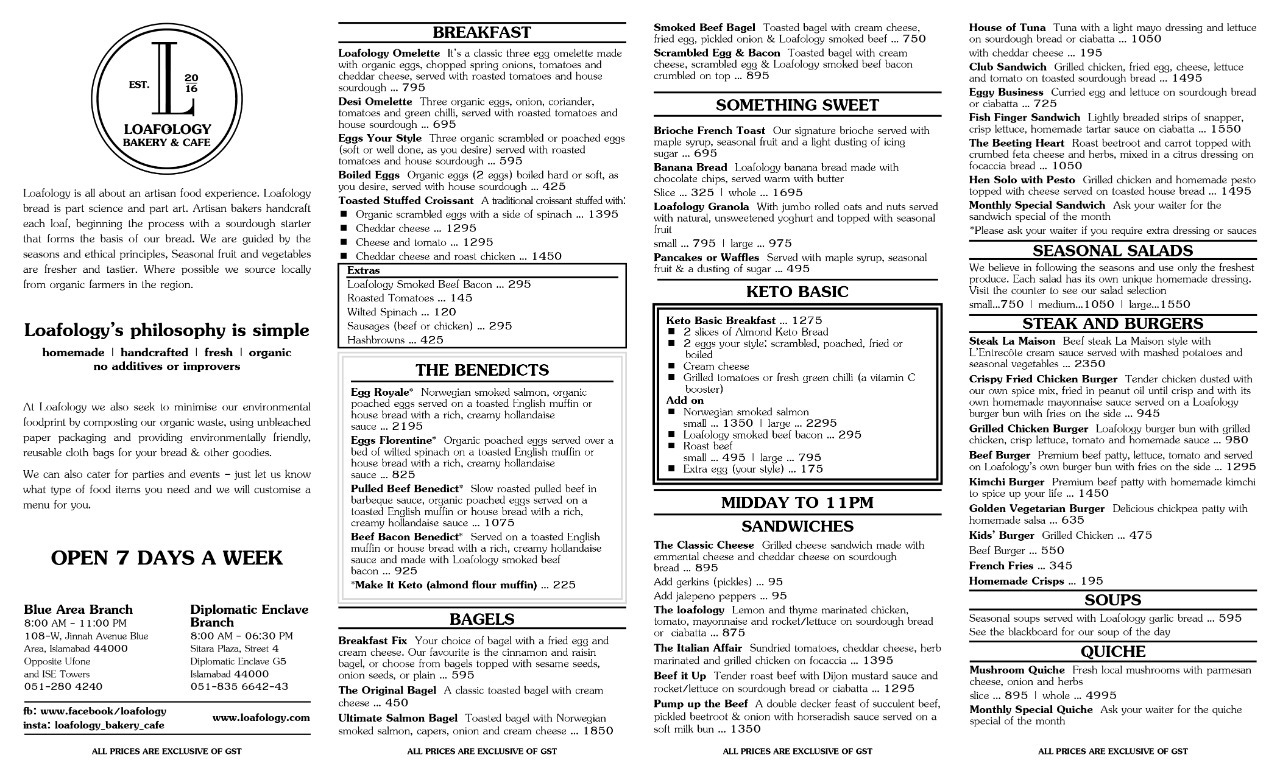 EST.
L
20
16
LOAFOLOGY
BAKERY & CAFE
Loafology is all about an artisan food experience. Loafology
bread is part science and part art. Artisan bakers handcraft
each loaf, beginning the process with a sourdough starter
that forms the basis of our bread. We are guided by the
seasons and ethical principles, Seasonal fruit and vegetables
are fresher and tastier. Where possible we source locally
from organic farmers in the region.
Loafology's philosophy is simple
homemade | handcrafted | fresh | organic
no additives or improvers
At Loafology we also seek to minimise our environmental
foodprint by composting our organic waste, using unbleached
paper packaging and providing environmentally friendly,
reusable cloth bags for your bread & other goodies.
We can also cater for parties and events - just let us know
what type of food items you need and we will customise a
menu for you.
OPEN 7 DAYS A WEEK
Blue Area Branch
8:00 AM - 11:00 PM
108-W, Jinnah Avenue Blue
Area, Islamabad 44000
Opposite Ufone
and ISE Towers
051-280 4240
Diplomatic Enclave
Branch
8:00 AM - 06:30 PM
Sitara Plaza, Street 4
Diplomatic Enclave G5
Islamabad 44000
051-835 6642-43
fb: www.facebook/loafology
insta: loafology_bakery_cafe
www.loafology.com
ALL PRICES ARE EXCLUSIVE OF GST
BREAKFAST
Loafology Omelette It's a classic three egg omelette made
with organic eggs, chopped spring onions, tomatoes and
cheddar cheese, served with roasted tomatoes and house
sourdough ... 795
Desi Omelette Three organic eggs, onion, coriander,
tomatoes and green chilli, served with roasted tomatoes and
house sourdough ... 695
Eggs Your Style Three organic scrambled or poached eggs
(soft or well done, as you desire) served with roasted
tomatoes and house sourdough ... 595
Boiled Eggs Organic eggs (2 eggs) boiled hard or soft, as
you desire, served with house sourdough ... 425
Toasted Stuffed Croissant A traditional croissant stuffed with:
■ Organic scrambled eggs with a side of spinach ... 1395
■ Cheddar cheese ... 1295
■ Cheese and tomato ... 1295
■ Cheddar cheese and roast chicken ... 1450
Extras
Loafology Smoked Beef Bacon ... 295
Roasted Tomatoes ... 145
Wilted Spinach ... 120
Sausages (beef or chicken) ... 295
Hashbrowns ... 425
THE BENEDICTS
Egg Royale* Norwegian smoked salmon, organic
poached eggs served on a toasted English muffin or
house bread with a rich, creamy hollandaise
sauce ... 2195
Eggs Florentine* Organic poached eggs served over a
bed of wilted spinach on a toasted English muffin or
house bread with a rich, creamy hollandaise
sauce ... 825
Pulled Beef Benedict* Slow roasted pulled beef in
barbeque sauce, organic poached eggs served on a
toasted English muffin or house bread with a rich,
creamy hollandaise sauce ... 1075
Beef Bacon Benedict* Served on a toasted English
muffin or house bread with a rich, creamy hollandaise
sauce and made with Loafology smoked beef
bacon ... 925
*Make It Keto (almond flour muffin) ... 225
BAGELS
Breakfast Fix Your choice of bagel with a fried egg and
cream cheese. Our favourite is the cinnamon and raisin
bagel, or choose from bagels topped with sesame seeds,
onion seeds, or plain ... 595
The Original Bagel A classic toasted bagel with cream
cheese ... 450
Ultimate Salmon Bagel Toasted bagel with Norwegian
smoked salmon, capers, onion and cream cheese ... 1850
ALL PRICES ARE EXCLUSIVE OF GST
Smoked Beef Bagel Toasted bagel with cream cheese,
fried egg, pickled onion & Loafology smoked beef ... 750
Scrambled Egg & Bacon Toasted bagel with cream
cheese, scrambled egg & Loafology smoked beef bacon
crumbled on top ... 895
SOMETHING SWEET
Brioche French Toast Our signature brioche served with
maple syrup, seasonal fruit and a light dusting of icing
sugar ... 695
Banana Bread Loafology banana bread made with
chocolate chips, served warm with butter
Slice ... 325 | whole ... 1695
Loafology Granola With jumbo rolled oats and nuts served
with natural, unsweetened yoghurt and topped with seasonal
fruit
small ... 795 | large ... 975
Pancakes or Waffles Served with maple syrup, seasonal
fruit & a dusting of sugar ... 495
KETO BASIC
Keto Basic Breakfast ... 1275
■ 2 slices of Almond Keto Bread
■ 2 eggs your style: scrambled, poached, fried or
boiled
■ Cream cheese
■ Grilled tomatoes or fresh green chilli (a vitamin C
booster)
Add on
■ Norwegian smoked salmon
small ... 1350 | large ... 2295
■ Loafology smoked beef bacon ... 295
■ Roast beef
small ... 495 | large ... 795
■ Extra egg (your style) ... 175
MIDDAY TO 11PM
SANDWICHES
The Classic Cheese Grilled cheese sandwich made with
emmental cheese and cheddar cheese on sourdough
bread ... 895
Add gerkins (pickles) ... 95
Add jalepeno peppers ... 95
The loafology Lemon and thyme marinated chicken,
tomato, mayonnaise and rocket/lettuce on sourdough bread
or ciabatta ... 875
The Italian Affair Sundried tomatoes, cheddar cheese, herb
marinated and grilled chicken on focaccia ... 1395
Beef it Up Tender roast beef with Dijon mustard sauce and
rocket/lettuce on sourdough bread or ciabatta ... 1295
Pump up the Beef A double decker feast of succulent beef,
pickled beetroot & onion with horseradish sauce served on a
soft milk bun ... 1350
ALL PRICES ARE EXCLUSIVE OF GST
House of Tuna Tuna with a light mayo dressing and lettuce
on sourdough bread or ciabatta ... 1050
with cheddar cheese ... 195
Club Sandwich Grilled chicken, fried egg, cheese, lettuce
and tomato on toasted sourdough bread ... 1495
Eggy Business Curried egg and lettuce on sourdough bread
or ciabatta ... 725
Fish Finger Sandwich Lightly breaded strips of snapper,
crisp lettuce, homemade tartar sauce on ciabatta ... 1550
The Beeting Heart Roast beetroot and carrot topped with
crumbed feta cheese and herbs, mixed in a citrus dressing on
focaccia bread ... 1050
Hen Solo with Pesto Grilled chicken and homemade pesto
topped with cheese served on toasted house bread ... 1495
Monthly Special Sandwich Ask your waiter for the
sandwich special of the month
*Please ask your waiter if you require extra dressing or sauces
SEASONAL SALADS
We believe in following the seasons and use only the freshest
produce. Each salad has its own unique homemade dressing.
Visit the counter to see our salad selection
small...750 | medium...1050 | large...1550
STEAK AND BURGERS
Steak La Maison Beef steak La Maison style with
L'Entrecôte cream sauce served with mashed potatoes and
seasonal vegetables ... 2350
Crispy Fried Chicken Burger Tender chicken dusted with
our own spice mix, fried in peanut oil until crisp and with its
own homemade mayonnaise sauce served on a Loafology
burger bun with fries on the side ... 945
Grilled Chicken Burger Loafology burger bun with grilled
chicken, crisp lettuce, tomato and homemade sauce ... 980
Beef Burger Premium beef patty, lettuce, tomato and served
on Loafology's own burger bun with fries on the side ... 1295
Kimchi Burger Premium beef patty with homemade kimchi
to spice up your life ... 1450
Golden Vegetarian Burger Delicious chickpea patty with
homemade salsa ... 635
Kids' Burger Grilled Chicken ... 475
Beef Burger ... 550
French Fries ... 345
Homemade Crisps ... 195
SOUPS
Seasonal soups served with Loafology garlic bread ... 595
See the blackboard for our soup of the day
QUICHE
Mushroom Quiche Fresh local mushrooms with parmesan
cheese, onion and herbs
slice ... 895 | whole ... 4995
Monthly Special Quiche Ask your waiter for the quiche
special of the month
ALL PRICES ARE EXCLUSIVE OF GST